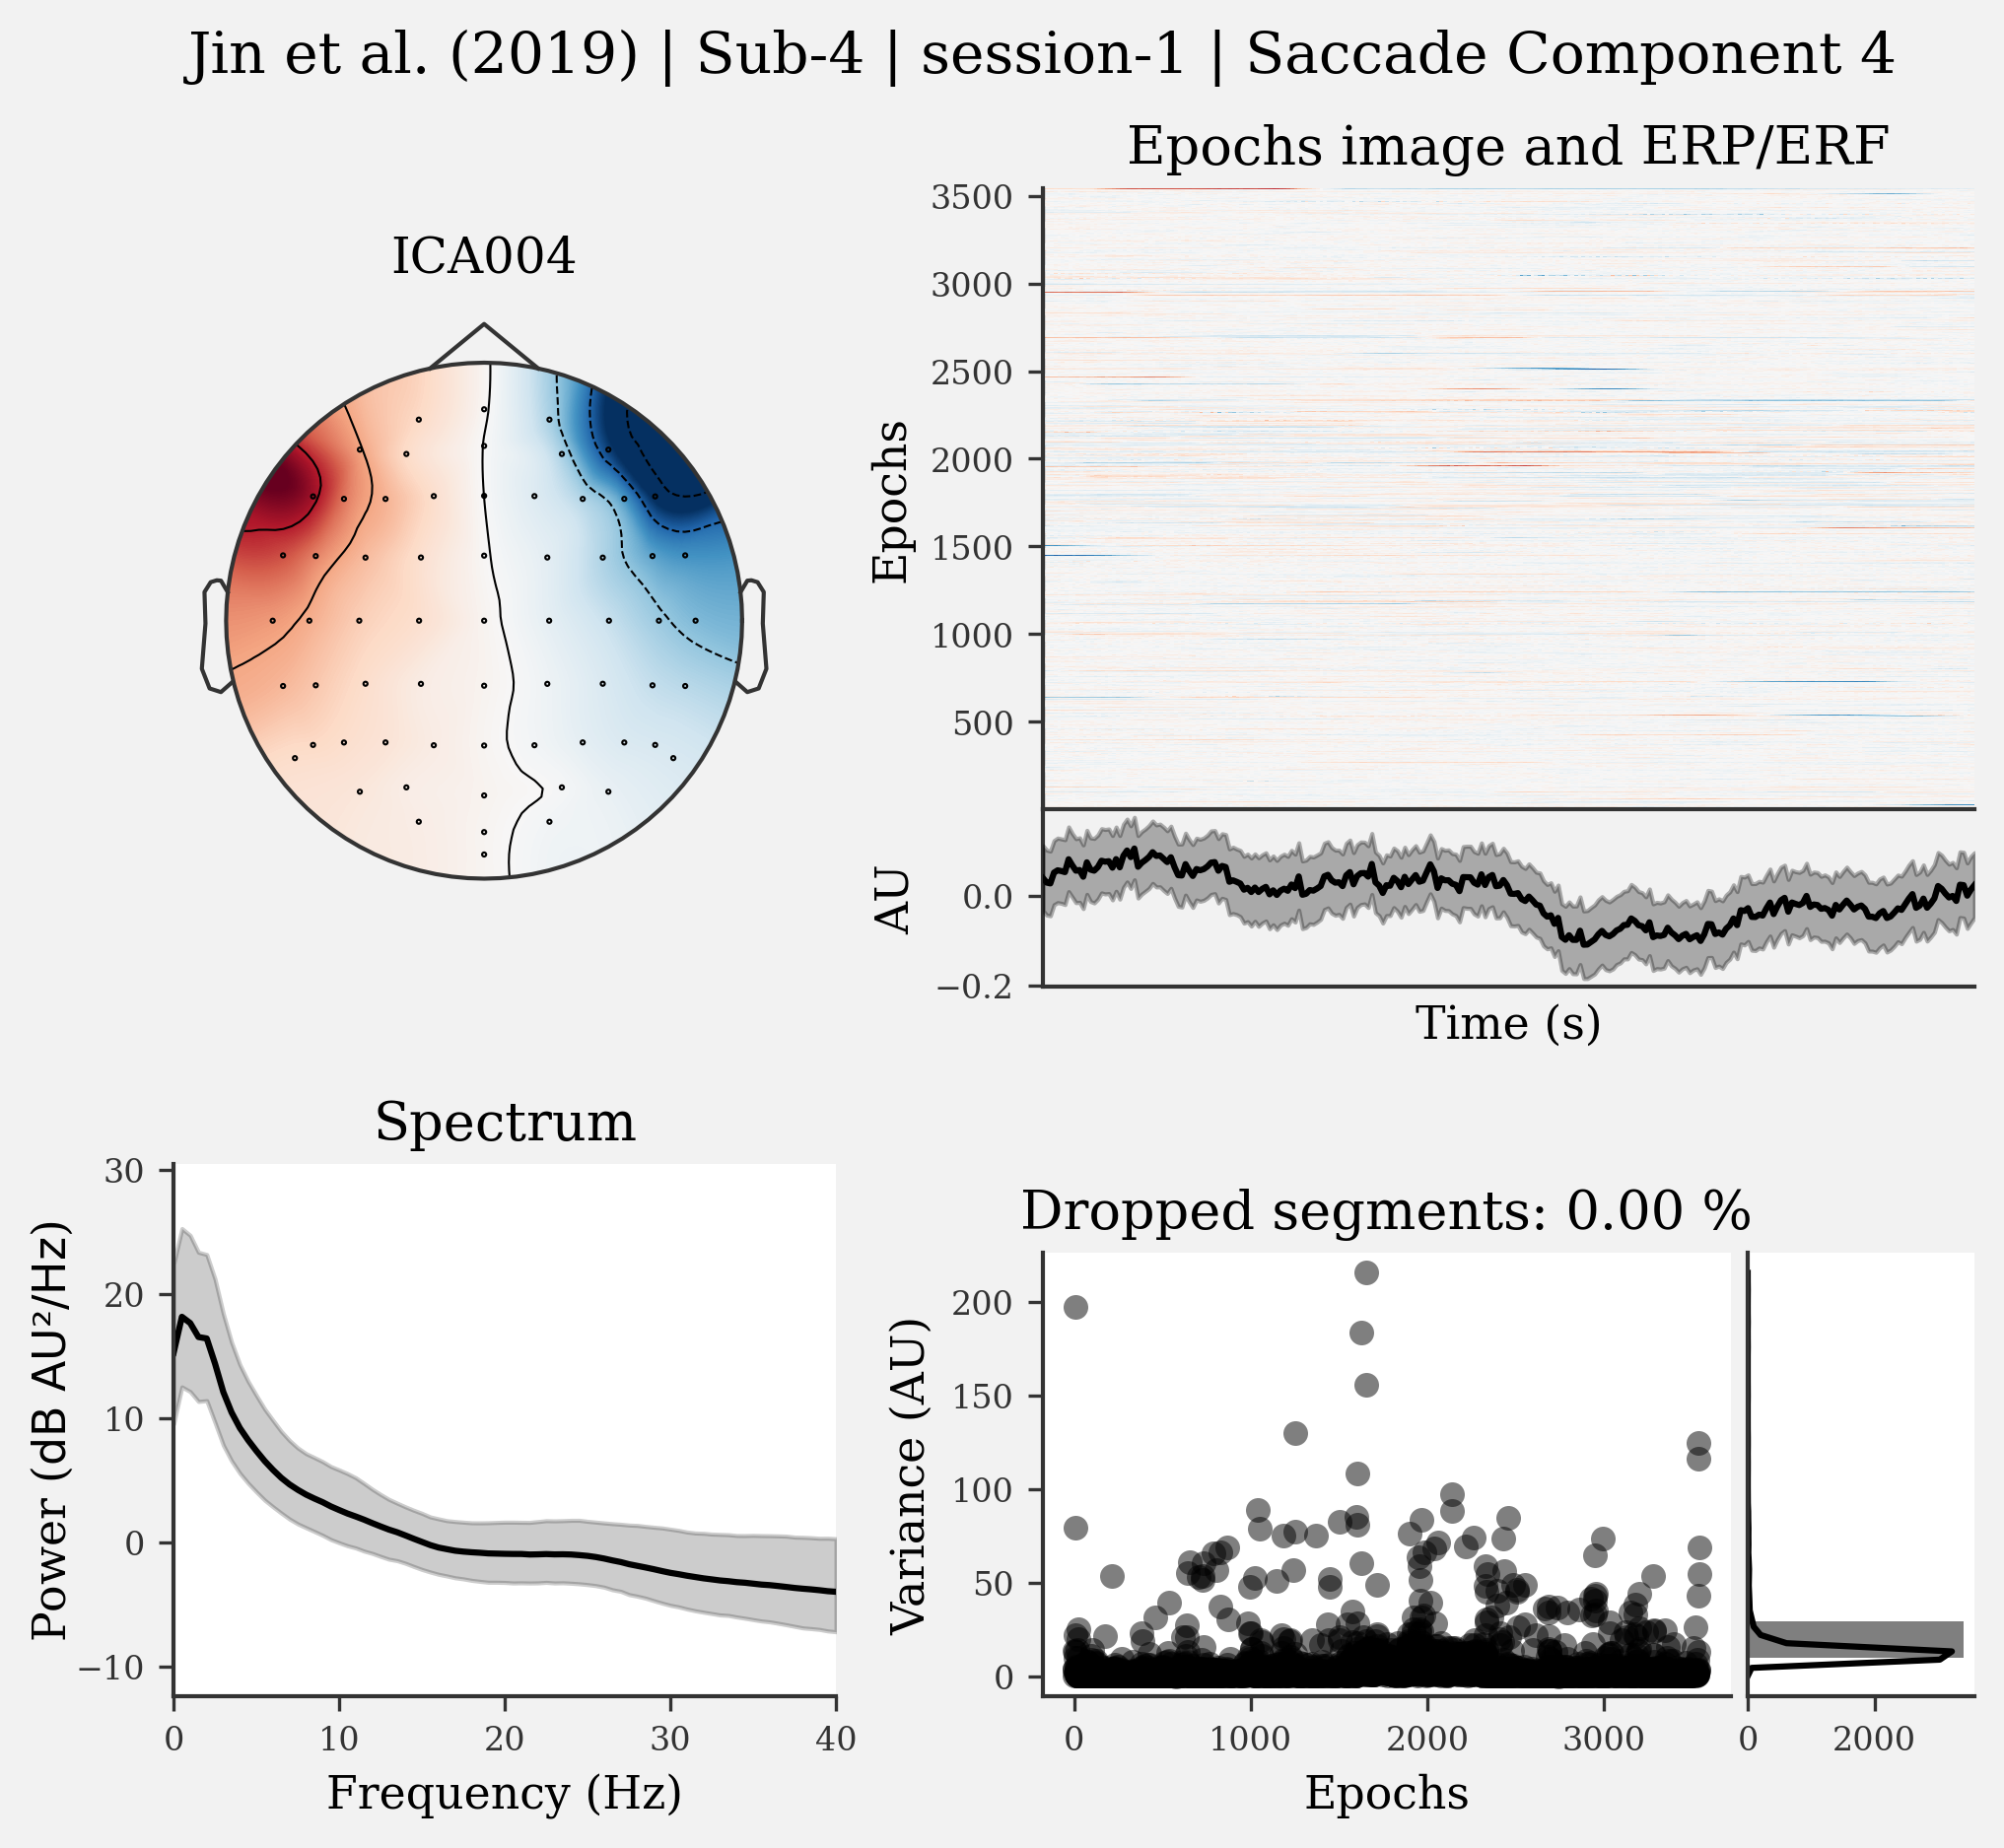 Jin et al. (2019) | Sub-4 | session-1 | Saccade Component 4
ICA004
Epochs image and ERP/ERF
Epochs
3500
3000
2500
2000
1500
1000
500
AU
0.0
−0.2
Time (s)
Spectrum
Power (dB AU²/Hz)
30
20
10
0
−10
0 10 20 30 40
Frequency (Hz)
Dropped segments: 0.00 %
Variance (AU)
200
150
100
50
0
0 1000 2000 3000
Epochs
0 2000